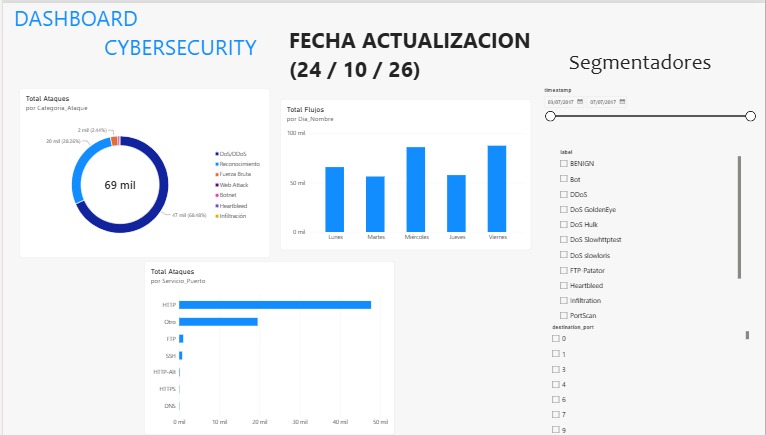 DASHBOARD
CYBERSECURITY
FECHA ACTUALIZACION
(24 / 10 / 26)
Segmentadores
Total Ataques
por Categoria_Ataque
2 mil (2.44%)
20 mil (28.26%)
69 mil
47 mil (68.48%)
DoS/DDoS
Reconocimiento
Fuerza Bruta
Web Attack
Botnet
Heartbleed
Infiltración
Total Flujos
por Dia_Nombre
100 mil
50 mil
0 mil
Lunes
Martes
Miércoles
Jueves
Viernes
timestamp
03/07/2017
07/07/2017
label
BENIGN
Bot
DDoS
DoS GoldenEye
DoS Hulk
DoS Slowhttptest
DoS slowloris
FTP-Patator
Heartbleed
Infiltration
PortScan
destination_port
0
1
3
4
6
7
9
Total Ataques
por Servicio_Puerto
HTTP
Otro
FTP
SSH
HTTP-Alt
HTTPS
DNS
0 mil
10 mil
20 mil
30 mil
40 mil
50 mil